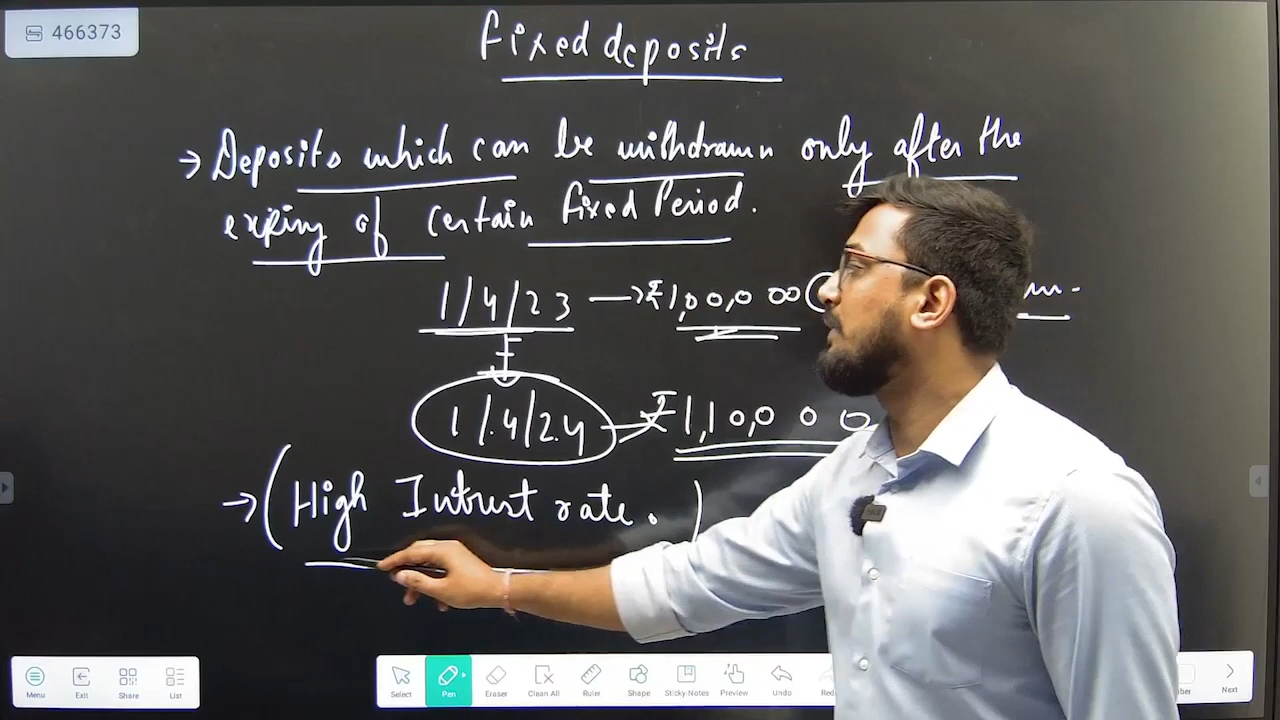 466373
Fixed deposits
→ Deposits which can be withdrawn only after the
expiry of certain fixed Period.
1/4/23 → ₹1,00,000
1/4/24 → ₹1,10,000
→ (High Intrest rate.)
Menu Exit Share List Select Pen Eraser Clean All Ruler Shape Sticky-Notes Preview Undo Next